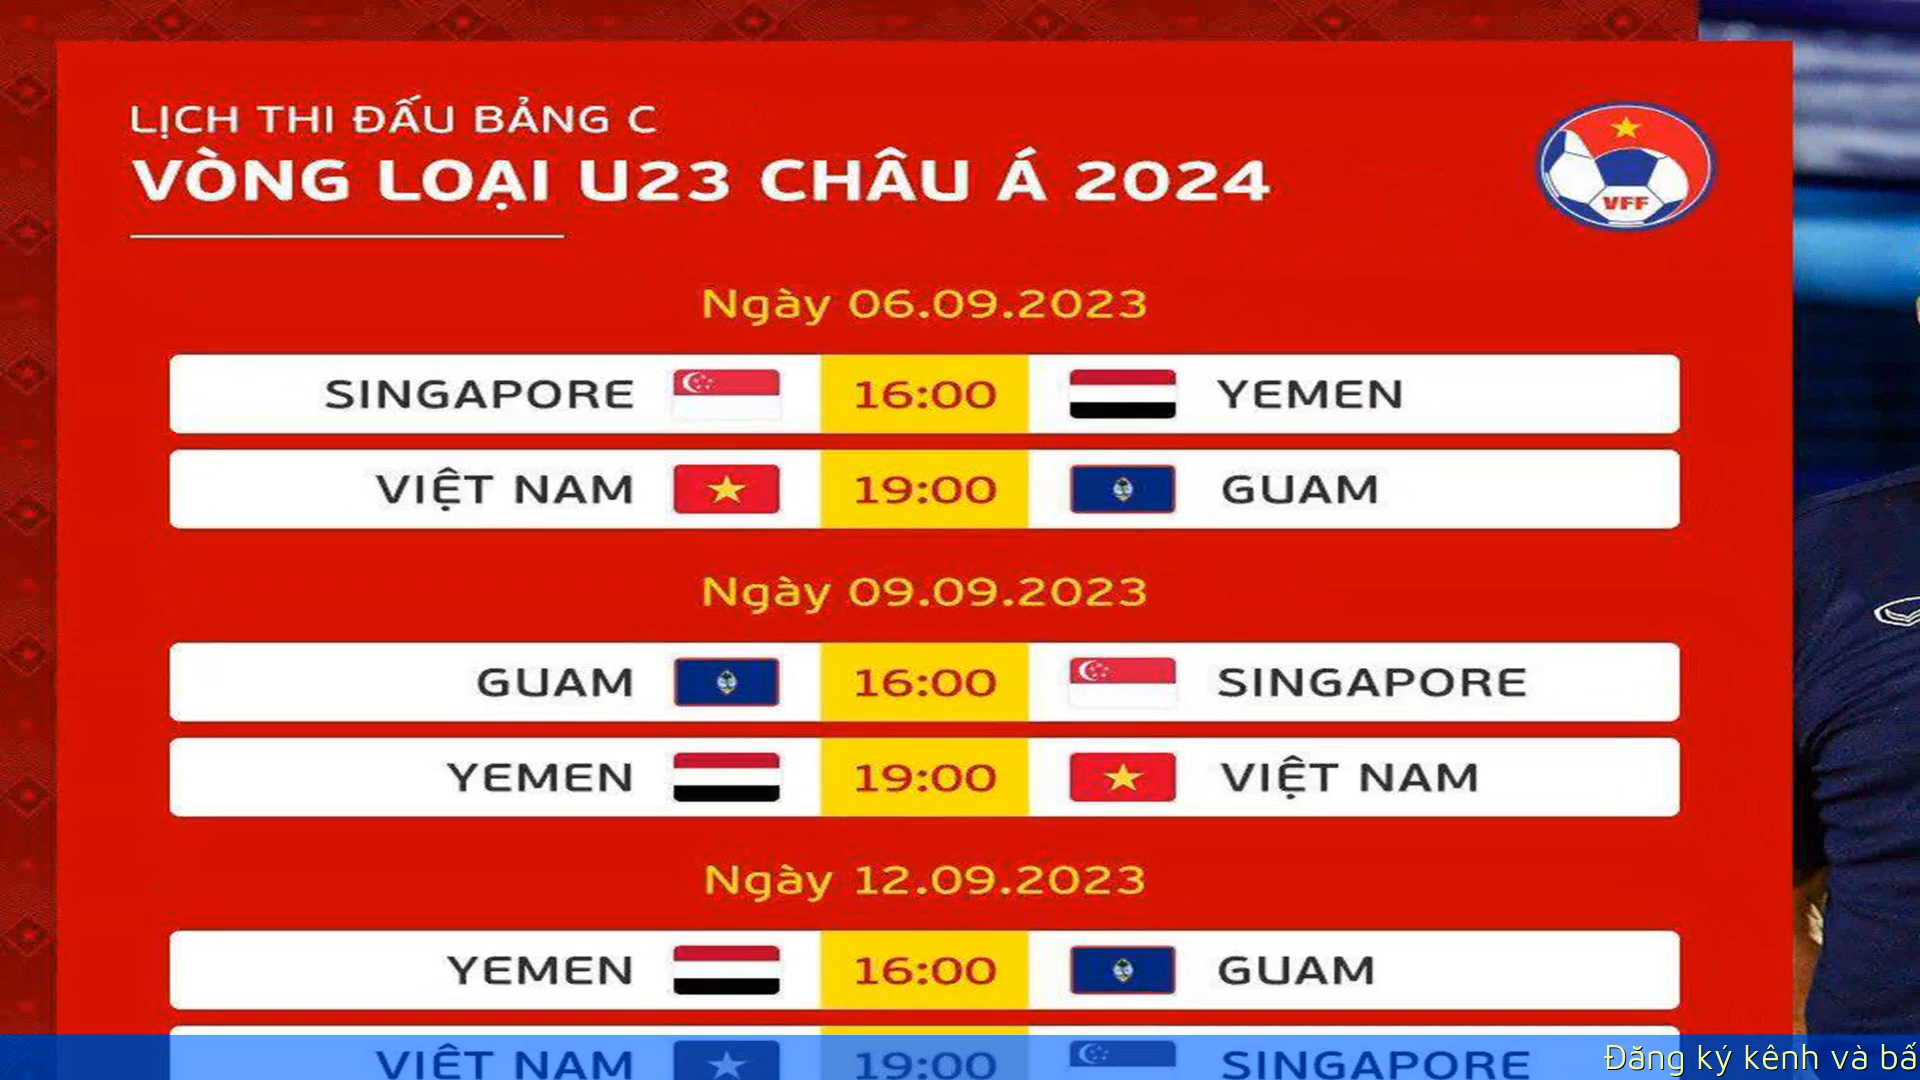 LỊCH THI ĐẤU BẢNG C
VÒNG LOẠI U23 CHÂU Á 2024
VFF
Ngày 06.09.2023
SINGAPORE 16:00 YEMEN
VIỆT NAM 19:00 GUAM
Ngày 09.09.2023
GUAM 16:00 SINGAPORE
YEMEN 19:00 VIỆT NAM
Ngày 12.09.2023
YEMEN 16:00 GUAM
VIỆT NAM 19:00 SINGAPORE
Đăng ký kênh và bấ